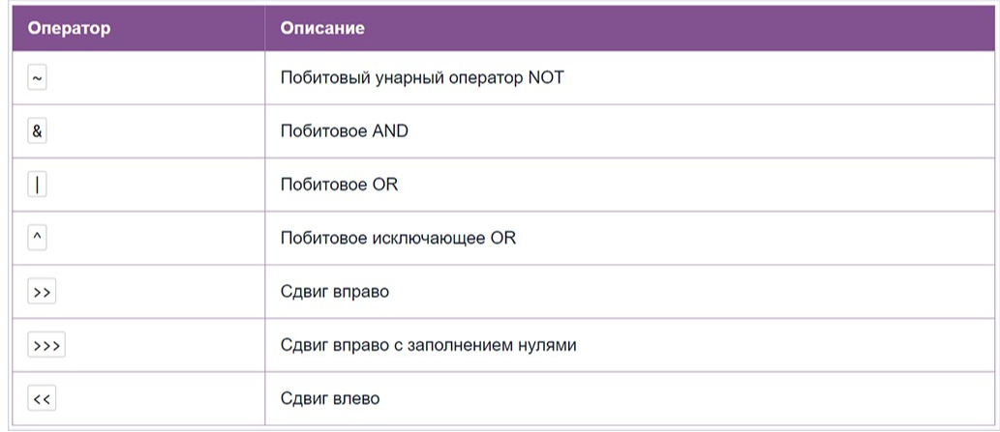 Оператор Описание
~ Побитовый унарный оператор NOT
& Побитовое AND
| Побитовое OR
^ Побитовое исключающее OR
>> Сдвиг вправо
>>> Сдвиг вправо с заполнением нулями
<< Сдвиг влево